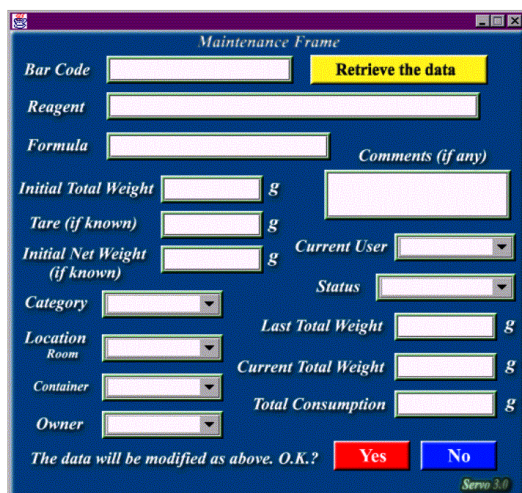 Maintenance Frame
Bar Code
Retrieve the data
Reagent
Formula
Comments (if any)
Initial Total Weight g
Tare (if known) g
Initial Net Weight g
(if known)
Current User
Category
Status
Location
Room
Last Total Weight g
Container
Current Total Weight g
Owner
Total Consumption g
The data will be modified as above. O.K.? Yes No
Servo 3.0